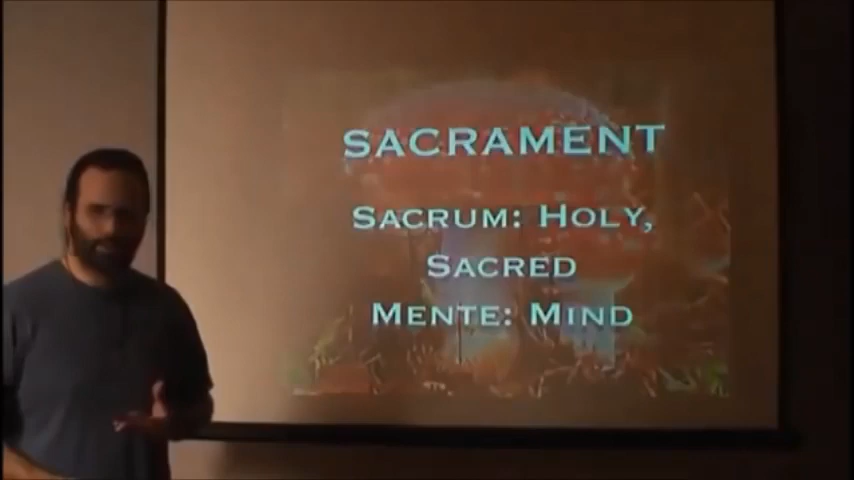 SACRAMENT
SACRUM: HOLY,
SACRED
MENTE: MIND